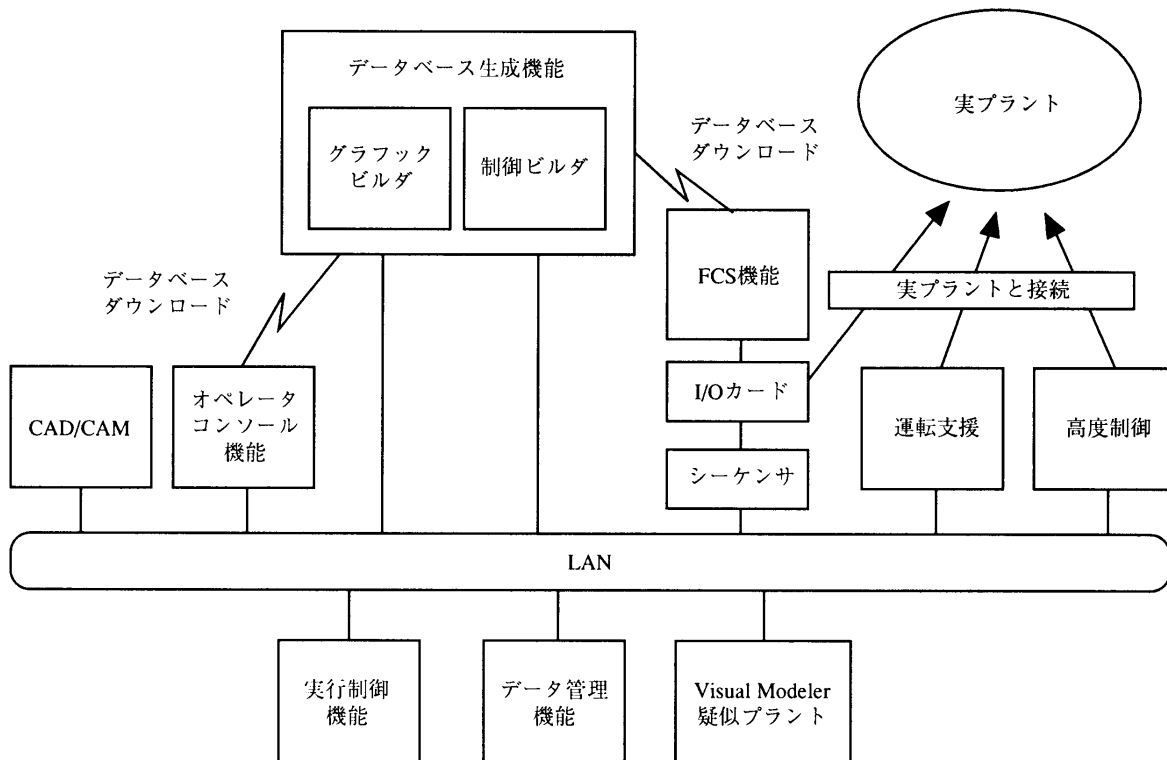 データベース生成機能
グラフック
ビルダ
制御ビルダ
データベース
ダウンロード
実プラント
データベース
ダウンロード
FCS機能
実プラントと接続
CAD/CAM
オペレータ
コンソール
機能
I/Oカード
シーケンサ
運転支援
高度制御
LAN
実行制御
機能
データ管理
機能
Visual Modeler
疑似プラント